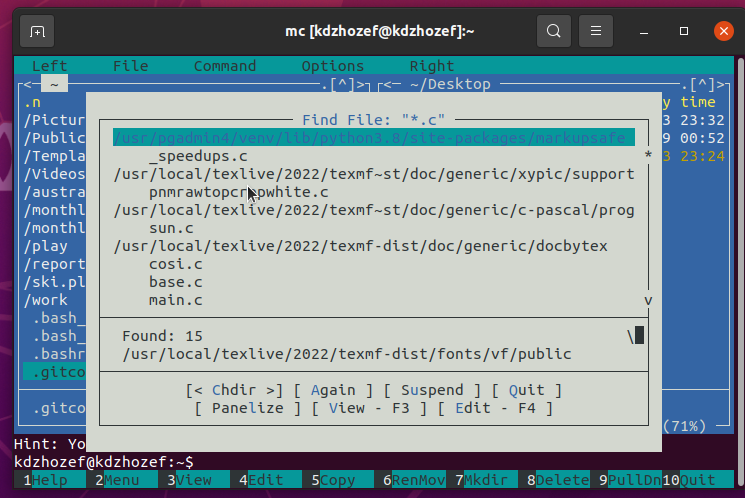 mc [kdzhozef@kdzhozef]:~
Left File Command Options Right
<— ~ .[^]> <— ~/Desktop .[^]>
.n y time
/Pictur 3 23:32
/Public 9 00:52
/Templa 3 23:24
/Videos
/austra
/monthl
/monthl
/play
/report
/ski.pl
/work
.bash_
.bash_
.bashr
.gitco
.gitco
(71%)
Find File: "*.c"
/usr/pgadmin4/venv/lib/python3.8/site-packages/markupsafe
_speedups.c
/usr/local/texlive/2022/texmf~st/doc/generic/xypic/support
pnmrawtopcropwhite.c
/usr/local/texlive/2022/texmf~st/doc/generic/c-pascal/prog
sun.c
/usr/local/texlive/2022/texmf-dist/doc/generic/docbytex
cosi.c
base.c
main.c
Found: 15 \
/usr/local/texlive/2022/texmf-dist/fonts/vf/public
[< Chdir >] [ Again ] [ Suspend ] [ Quit ]
[ Panelize ] [ View - F3 ] [ Edit - F4 ]
Hint: Yo
kdzhozef@kdzhozef:~$
1Help 2Menu 3View 4Edit 5Copy 6RenMov 7Mkdir 8Delete 9PullDn 10Quit